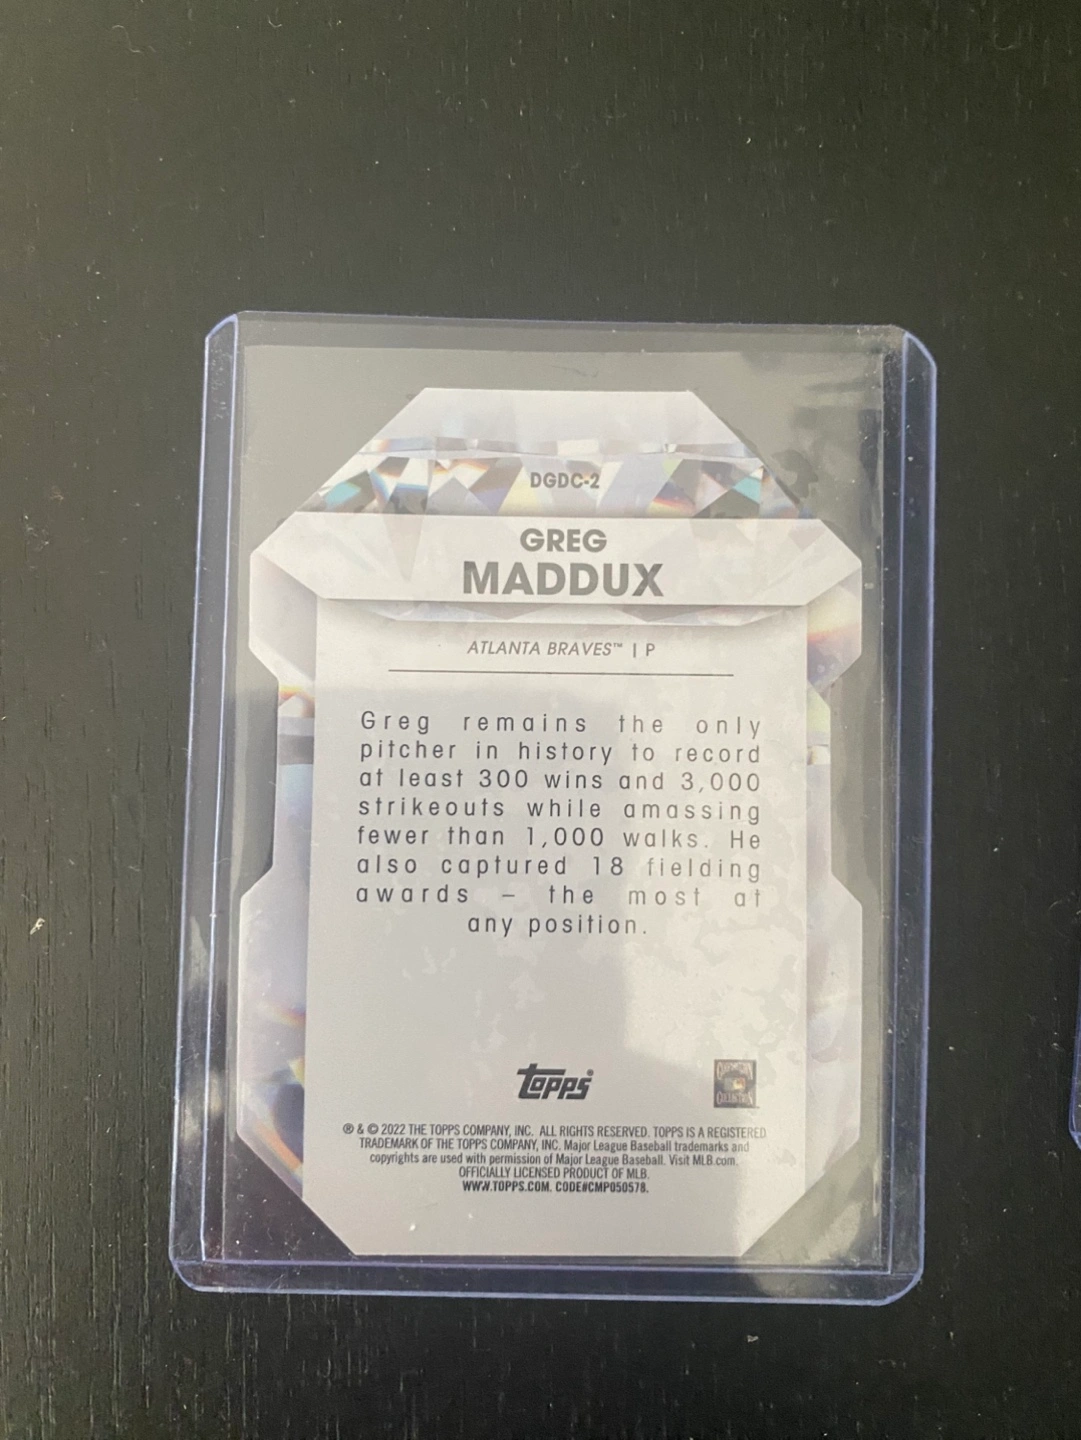 DGDC-2
GREG
MADDUX
ATLANTA BRAVES™ | P
Greg remains the only
pitcher in history to record
at least 300 wins and 3,000
strikeouts while amassing
fewer than 1,000 walks. He
also captured 18 fielding
awards – the most at
any position.
topps®
® & © 2022 THE TOPPS COMPANY, INC. ALL RIGHTS RESERVED. TOPPS IS A REGISTERED
TRADEMARK OF THE TOPPS COMPANY, INC. Major League Baseball trademarks and
copyrights are used with permission of Major League Baseball. Visit MLB.com.
OFFICIALLY LICENSED PRODUCT OF MLB.
WWW.TOPPS.COM. CODE#CMP050578.